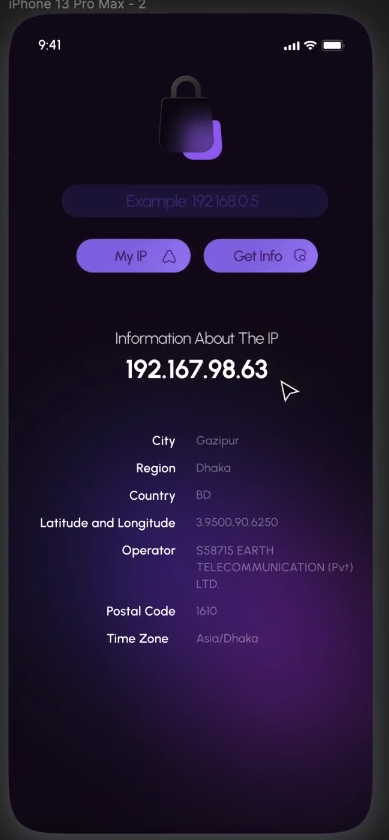 iPhone 13 Pro Max - 2
9:41
Example: 192.168.0.5
My IP
Get Info
Information About The IP
192.167.98.63
City Gazipur
Region Dhaka
Country BD
Latitude and Longitude 3.9500,90.6250
Operator S58715 EARTH
TELECOMMUNICATION (Pvt)
LTD.
Postal Code 1610
Time Zone Asia/Dhaka